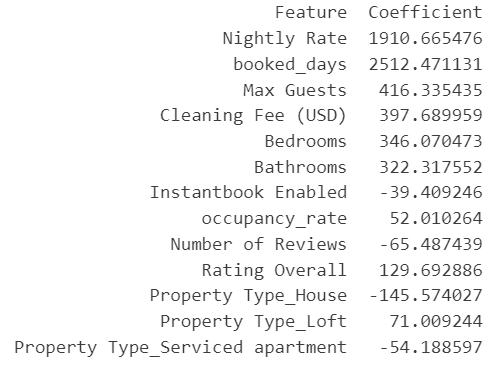 Feature Coefficient
Nightly Rate 1910.665476
booked_days 2512.471131
Max Guests 416.335435
Cleaning Fee (USD) 397.689959
Bedrooms 346.070473
Bathrooms 322.317552
Instantbook Enabled -39.409246
occupancy_rate 52.010264
Number of Reviews -65.487439
Rating Overall 129.692886
Property Type_House -145.574027
Property Type_Loft 71.009244
Property Type_Serviced apartment -54.188597